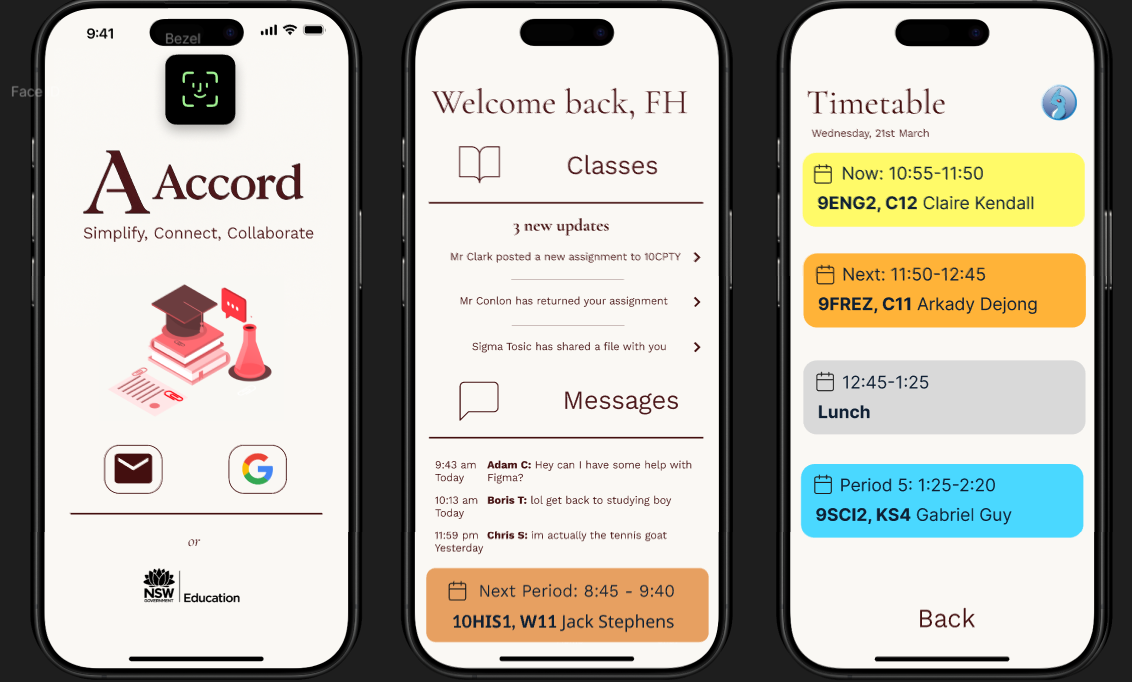 9:41
Bezel
Face
A Accord
Simplify, Connect, Collaborate
or
NSW
GOVERNMENT
Education
Welcome back, FH
Classes
3 new updates
Mr Clark posted a new assignment to 10CPTY
Mr Conlon has returned your assignment
Sigma Tosic has shared a file with you
Messages
9:43 am Adam C: Hey can I have some help with
Today Figma?
10:13 am Boris T: lol get back to studying boy
Today
11:59 pm Chris S: im actually the tennis goat
Yesterday
Next Period: 8:45 - 9:40
10HIS1, W11 Jack Stephens
Timetable
Wednesday, 21st March
Now: 10:55-11:50
9ENG2, C12 Claire Kendall
Next: 11:50-12:45
9FREZ, C11 Arkady Dejong
12:45-1:25
Lunch
Period 5: 1:25-2:20
9SCI2, KS4 Gabriel Guy
Back